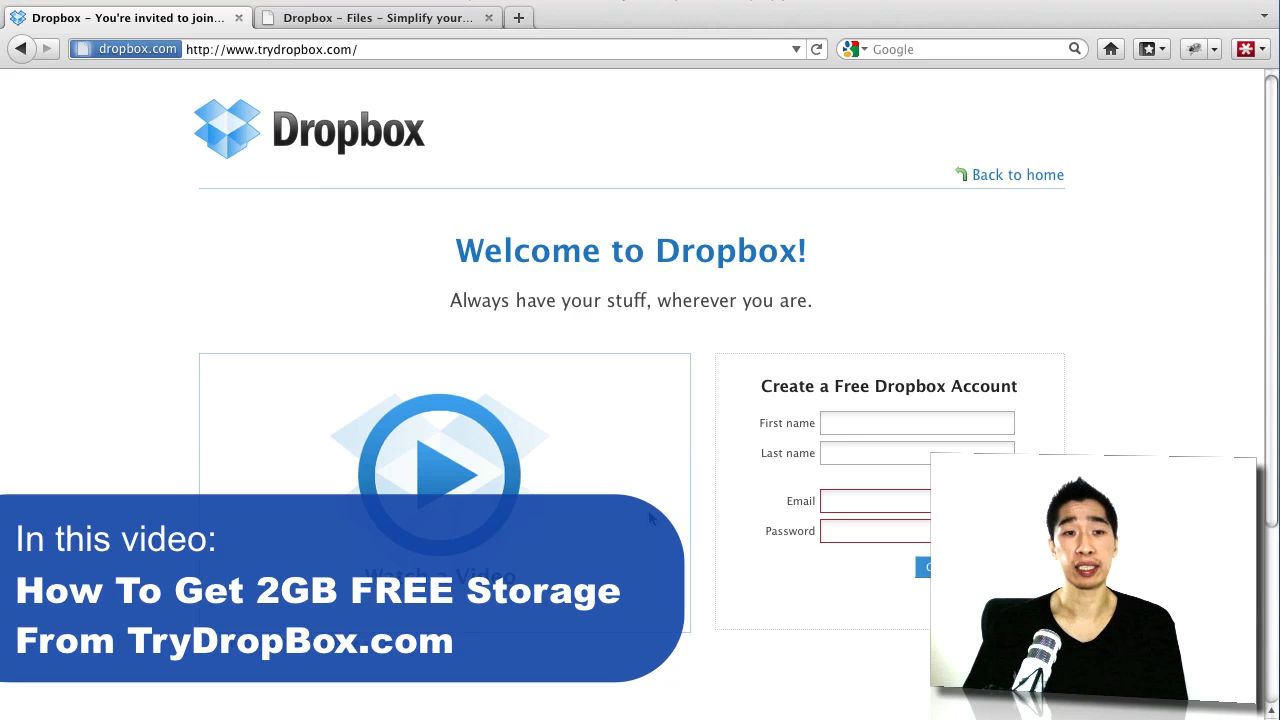 Dropbox – You're invited to join...
Dropbox – Files – Simplify your...
dropbox.com http://www.trydropbox.com/
Google
Dropbox
Back to home
Welcome to Dropbox!
Always have your stuff, wherever you are.
Create a Free Dropbox Account
First name
Last name
Email
Password
Watch a Video
In this video:
How To Get 2GB FREE Storage
From TryDropBox.com